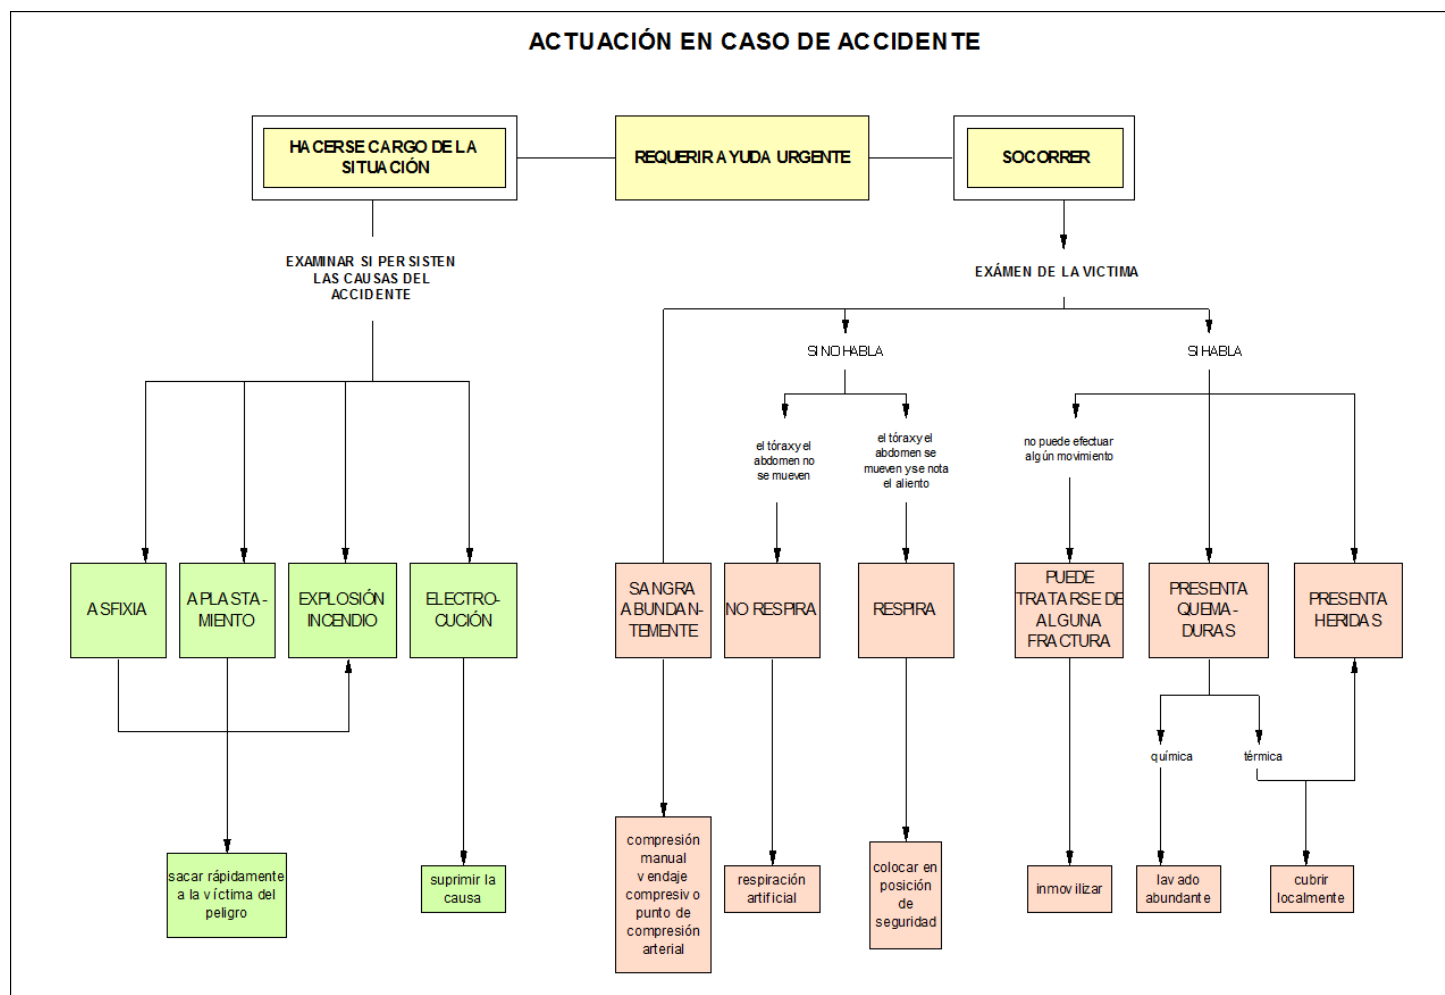 ACTUACIÓN EN CASO DE ACCIDENTE
HACERSE CARGO DE LA
SITUACIÓN
REQUERIR AYUDA URGENTE
SOCORRER
EXAMINAR SI PERSISTEN
LAS CAUSAS DEL
ACCIDENTE
EXÁMEN DE LA VICTIMA
SI NO HABLA
SI HABLA
el tórax y el
abdomen no
se mueven
el tórax y el
abdomen se
mueven y se nota
el aliento
no puede efectuar
algún movimiento
ASFIXIA
APLASTA-
MIENTO
EXPLOSIÓN
INCENDIO
ELECTRO-
CUCIÓN
SANGRA
ABUNDAN-
TEMENTE
NO RESPIRA
RESPIRA
PUEDE
TRATARSE DE
ALGUNA
FRACTURA
PRESENTA
QUEMA-
DURAS
PRESENTA
HERIDAS
química
térmica
sacar rápidamente
a la víctima del
peligro
suprimir la
causa
compresión
manual
vendaje
compresivo
punto de
compresión
arterial
respiración
artificial
colocar en
posición
de
seguridad
inmovilizar
lavado
abundante
cubrir
localmente